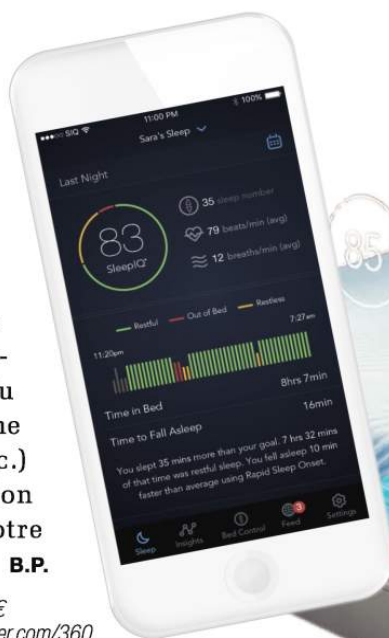 SIQ
11:00 PM
100%
Sara's Sleep
Last Night
83
SleepIQ
35 sleep number
79 beats/min (avg)
12 breaths/min (avg)
Restful
Out of Bed
Restless
11:20pm
7:27am
Time in Bed
8hrs 7min
Time to Fall Asleep
16min
You slept 35 mins more than your goal. 7 hrs 32 mins
of that time was restful sleep. You fell asleep 10 min
faster than average using Rapid Sleep Onset.
Sleep
Insights
Bed Control
3
Feed
Settings
85
-
u
ne
c.)
on
otre
B.P.
€
er.com/360